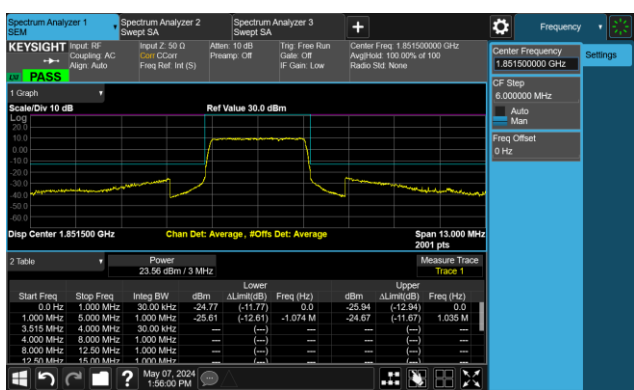 Spectrum Analyzer 1
SEM
Spectrum Analyzer 2
Swept SA
Spectrum Analyzer 3
Swept SA
Frequency
KEYSIGHT
Input: RF
Coupling: AC
Align: Auto
Input Z: 50 Ω
Corr CCorr
Freq Ref: Int (S)
Atten: 10 dB
Preamp: Off
Trig: Free Run
Gate: Off
IF Gain: Low
Center Freq: 1.851500000 GHz
Avg|Hold: 100.00% of 100
Radio Std: None
PASS
Center Frequency
1.851500000 GHz
Settings
CF Step
6.000000 MHz
Auto
Man
Freq Offset
0 Hz
1 Graph
Scale/Div 10 dB
Ref Value 30.0 dBm
Log
20.0
10.0
0.00
-10.0
-20.0
-30.0
-40.0
-50.0
-60.0
Disp Center 1.851500 GHz
Chan Det: Average, #Offs Det: Average
Span 13.000 MHz
2001 pts
2 Table
Power
23.56 dBm / 3 MHz
Measure Trace
Trace 1
Lower Upper
Start Freq Stop Freq Integ BW dBm ΔLimit(dB) Freq (Hz) dBm ΔLimit(dB) Freq (Hz)
0.0 Hz 1.000 MHz 30.00 kHz -24.77 (-11.77) 0.0 -25.94 (-12.94) 0.0
1.000 MHz 5.000 MHz 1.000 MHz -25.61 (-12.61) -1.074 M -24.67 (-11.67) 1.035 M
3.515 MHz 4.000 MHz 30.00 kHz --- (---) --- --- (---) ---
4.000 MHz 8.000 MHz 1.000 MHz --- (---) --- --- (---) ---
8.000 MHz 12.50 MHz 1.000 MHz --- (---) --- --- (---) ---
12.50 MHz 15.00 MHz 1.000 MHz --- (---) --- --- (---) ---
May 07, 2024
1:56:00 PM